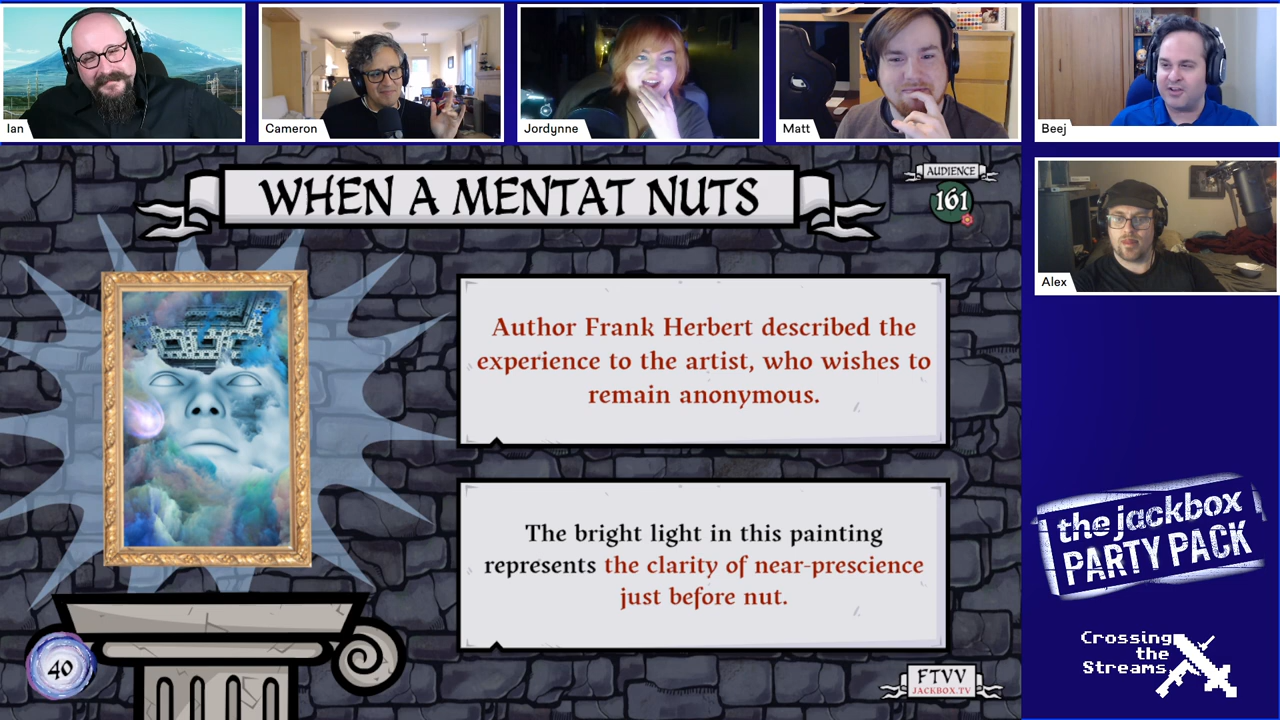 Ian
Cameron
Jordynne
Matt
Beej
WHEN A MENTAT NUTS
AUDIENCE
161
Alex
Author Frank Herbert described the
experience to the artist, who wishes to
remain anonymous.
The bright light in this painting
represents the clarity of near-prescience
just before nut.
40
FTVV
JACKBOX.TV
the jackbox
PARTY PACK
Crossing
the
Streams